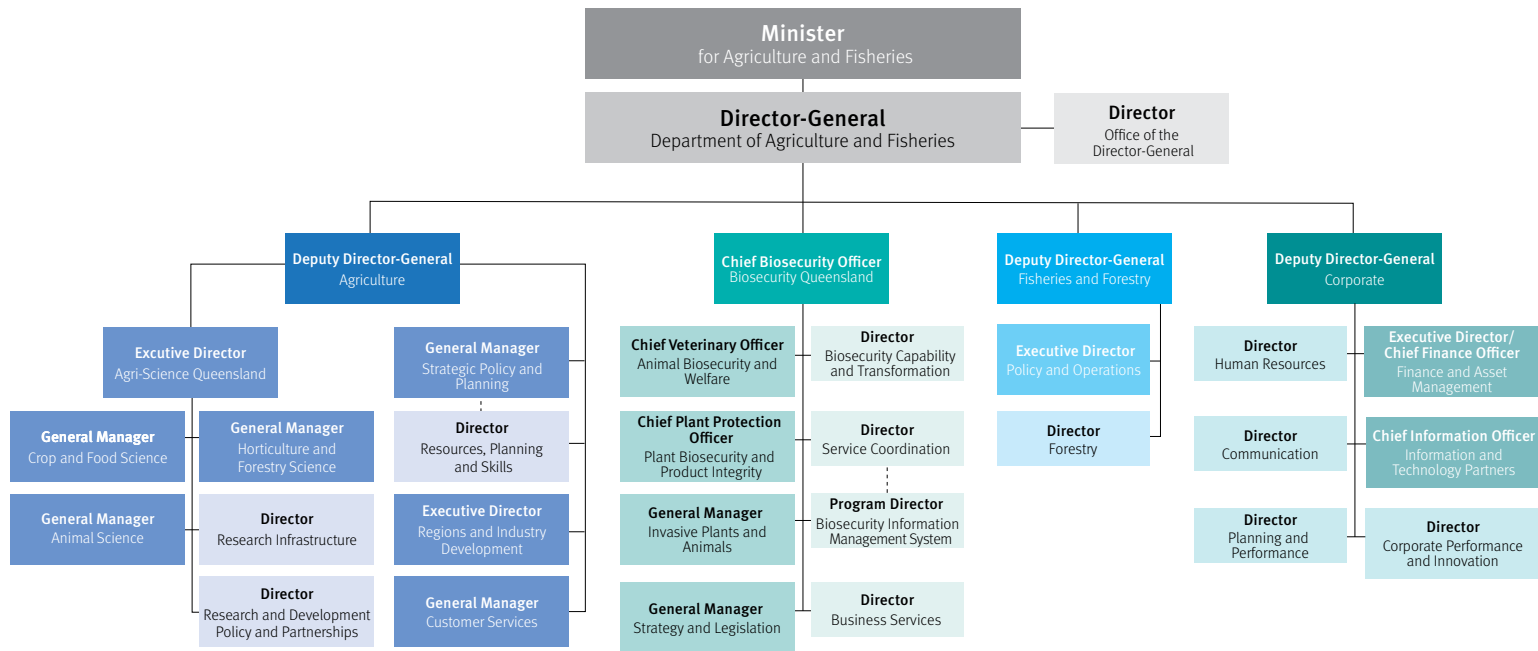 Minister
for Agriculture and Fisheries
Director-General
Department of Agriculture and Fisheries
Director
Office of the
Director-General
Deputy Director-General
Agriculture
Excutive Director
Agri-Science Queensland
General Manager
Crop and Food Science
General Manager
Horticulture and
Forestry Science
General Manager
Animal Science
Director
Research Infrastructure
Director
Research and Development
Policy and Partnerships
General Manager
Strategic Policy and
Planning
Director
Resources, Planning
and Skills
Executive Director
Regions and Industry
Development
General Manager
Customer Services
Chief Biosecurity Officer
Biosecurity Queensland
Chief Veterinary Officer
Animal Biosecurity and
Welfare
Director
Biosecurity Capability
and Transformation
Chief Plant Protection
Officer
Plant Biosecurity and
Product Integrity
Director
Service Coordination
General Manager
Invasive Plants and
Animals
Program Director
Biosecurity Information
Management System
General Manager
Strategy and Legislation
Director
Business Services
Deputy Director-General
Fisheries and Forestry
Executive Director
Policy and Operations
Director
Forestry
Deputy Director-General
Corporate
Director
Human Resources
Executive Director/
Chief Finance Officer
Finance and Asset
Management
Director
Communication
Chief Information Officer
Information and
Technology Partners
Director
Planning and
Performance
Director
Corporate Performance
and Innovation